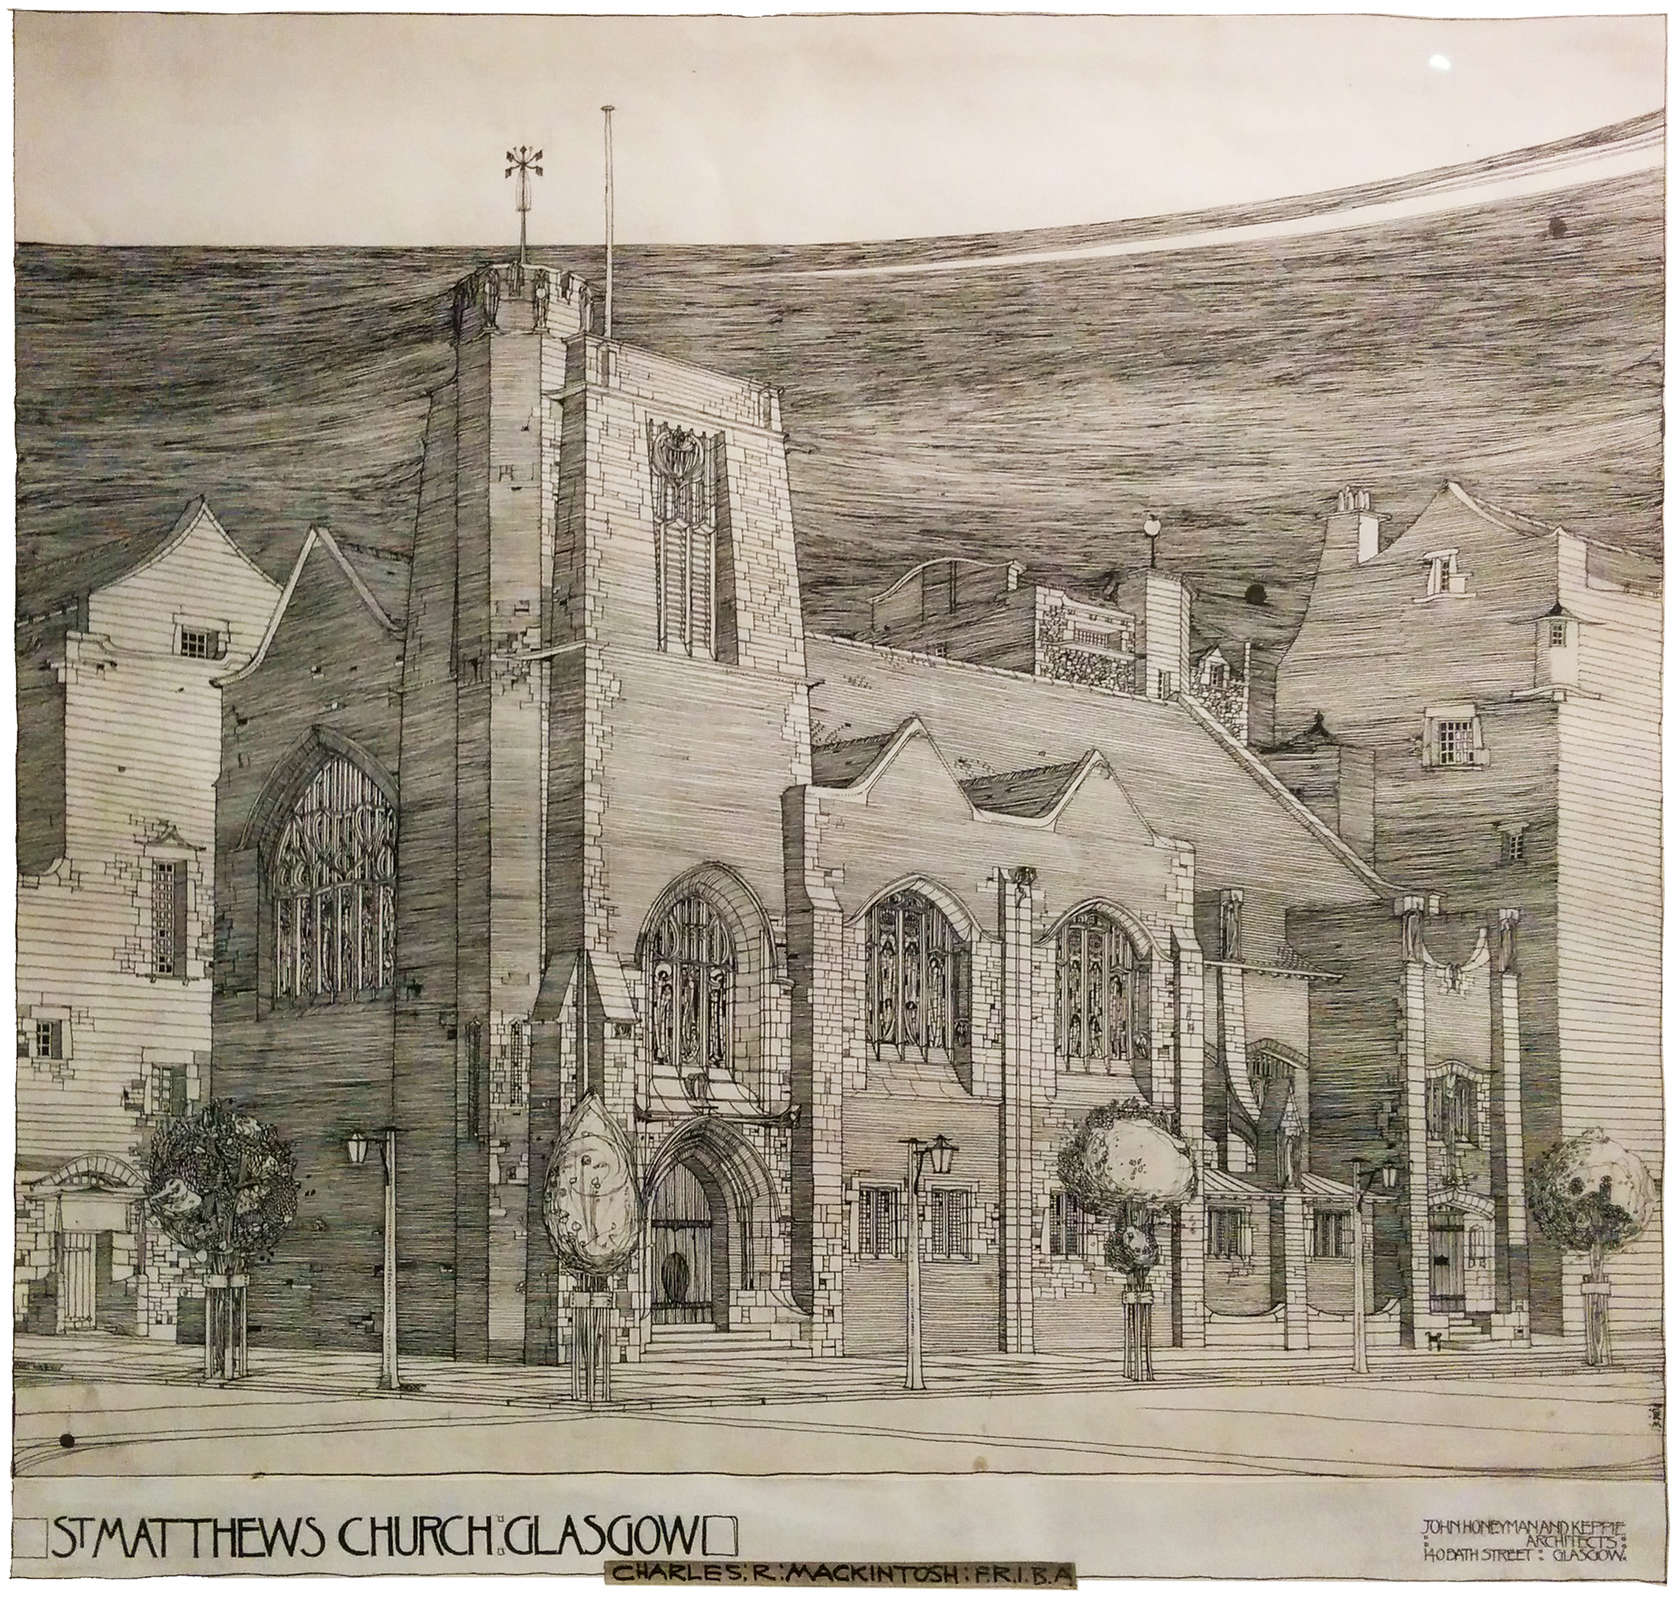 ST MATTHEWS CHURCH : GLASGOW
JOHN HONEYMAN AND KEPPIE
: ARCHITECTS :
140 BATH STREET : GLASGOW.
CHARLES : R : MACKINTOSH : F.R.I.B.A